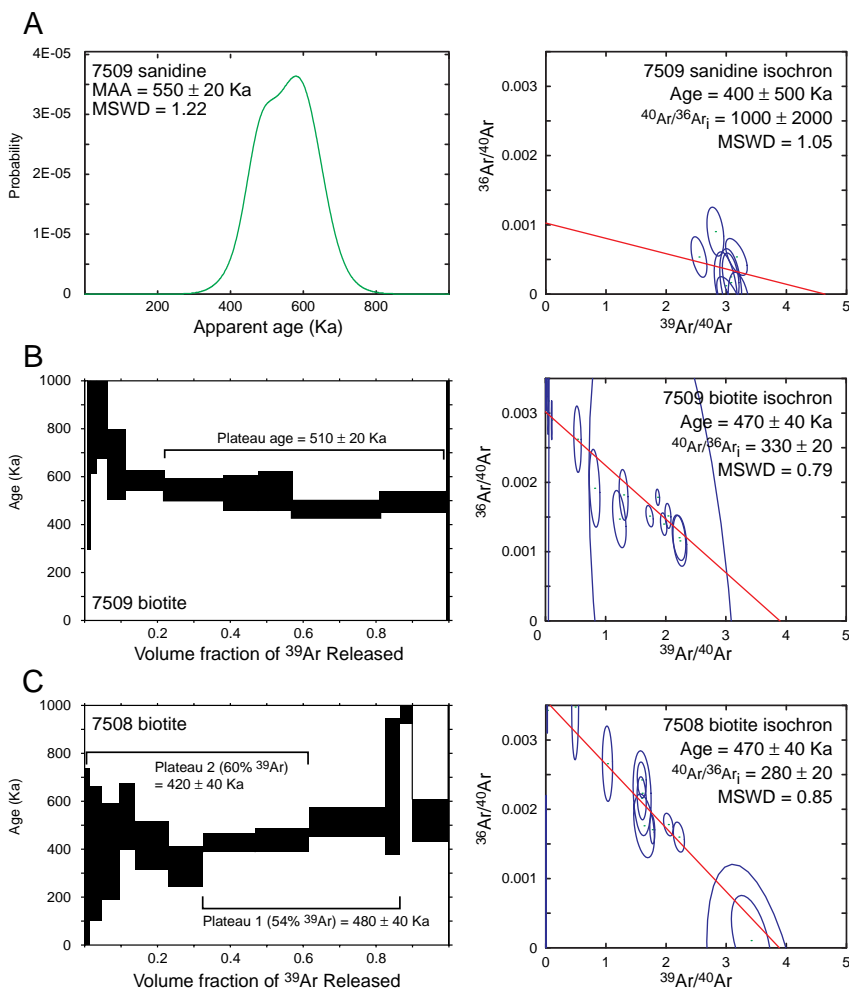 A
4E-05
3E-05
2E-05
1E-05
0
Probability
7509 sanidine
MAA = 550 ± 20 Ka
MSWD = 1.22
200 400 600 800
Apparent age (Ka)
0.003
0.002
0.001
0
³⁶Ar/⁴⁰Ar
7509 sanidine isochron
Age = 400 ± 500 Ka
⁴⁰Ar/³⁶Arᵢ = 1000 ± 2000
MSWD = 1.05
0 1 2 3 4 5
³⁹Ar/⁴⁰Ar
B
1000
800
600
400
200
0
Age (Ka)
Plateau age = 510 ± 20 Ka
7509 biotite
0.2 0.4 0.6 0.8
Volume fraction of ³⁹Ar Released
0.003
0.002
0.001
0
³⁶Ar/⁴⁰Ar
7509 biotite isochron
Age = 470 ± 40 Ka
⁴⁰Ar/³⁶Arᵢ = 330 ± 20
MSWD = 0.79
0 1 2 3 4 5
³⁹Ar/⁴⁰Ar
C
1000
800
600
400
200
0
Age (Ka)
7508 biotite
Plateau 2 (60% ³⁹Ar)
= 420 ± 40 Ka
Plateau 1 (54% ³⁹Ar) = 480 ± 40 Ka
0.2 0.4 0.6 0.8
Volume fraction of ³⁹Ar Released
0.003
0.002
0.001
0
³⁶Ar/⁴⁰Ar
7508 biotite isochron
Age = 470 ± 40 Ka
⁴⁰Ar/³⁶Arᵢ = 280 ± 20
MSWD = 0.85
0 1 2 3 4 5
³⁹Ar/⁴⁰Ar